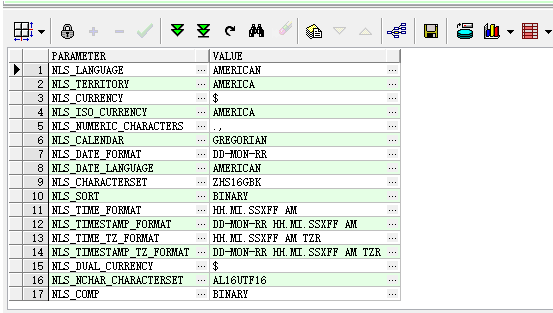 PARAMETER VALUE
1 NLS_LANGUAGE ... AMERICAN ...
2 NLS_TERRITORY ... AMERICA ...
3 NLS_CURRENCY ... $ ...
4 NLS_ISO_CURRENCY ... AMERICA ...
5 NLS_NUMERIC_CHARACTERS ... ., ...
6 NLS_CALENDAR ... GREGORIAN ...
7 NLS_DATE_FORMAT ... DD-MON-RR ...
8 NLS_DATE_LANGUAGE ... AMERICAN ...
9 NLS_CHARACTERSET ... ZHS16GBK ...
10 NLS_SORT ... BINARY ...
11 NLS_TIME_FORMAT ... HH.MI.SSXFF AM ...
12 NLS_TIMESTAMP_FORMAT ... DD-MON-RR HH.MI.SSXFF AM ...
13 NLS_TIME_TZ_FORMAT ... HH.MI.SSXFF AM TZR ...
14 NLS_TIMESTAMP_TZ_FORMAT ... DD-MON-RR HH.MI.SSXFF AM TZR ...
15 NLS_DUAL_CURRENCY ... $ ...
16 NLS_NCHAR_CHARACTERSET ... AL16UTF16 ...
17 NLS_COMP ... BINARY ...